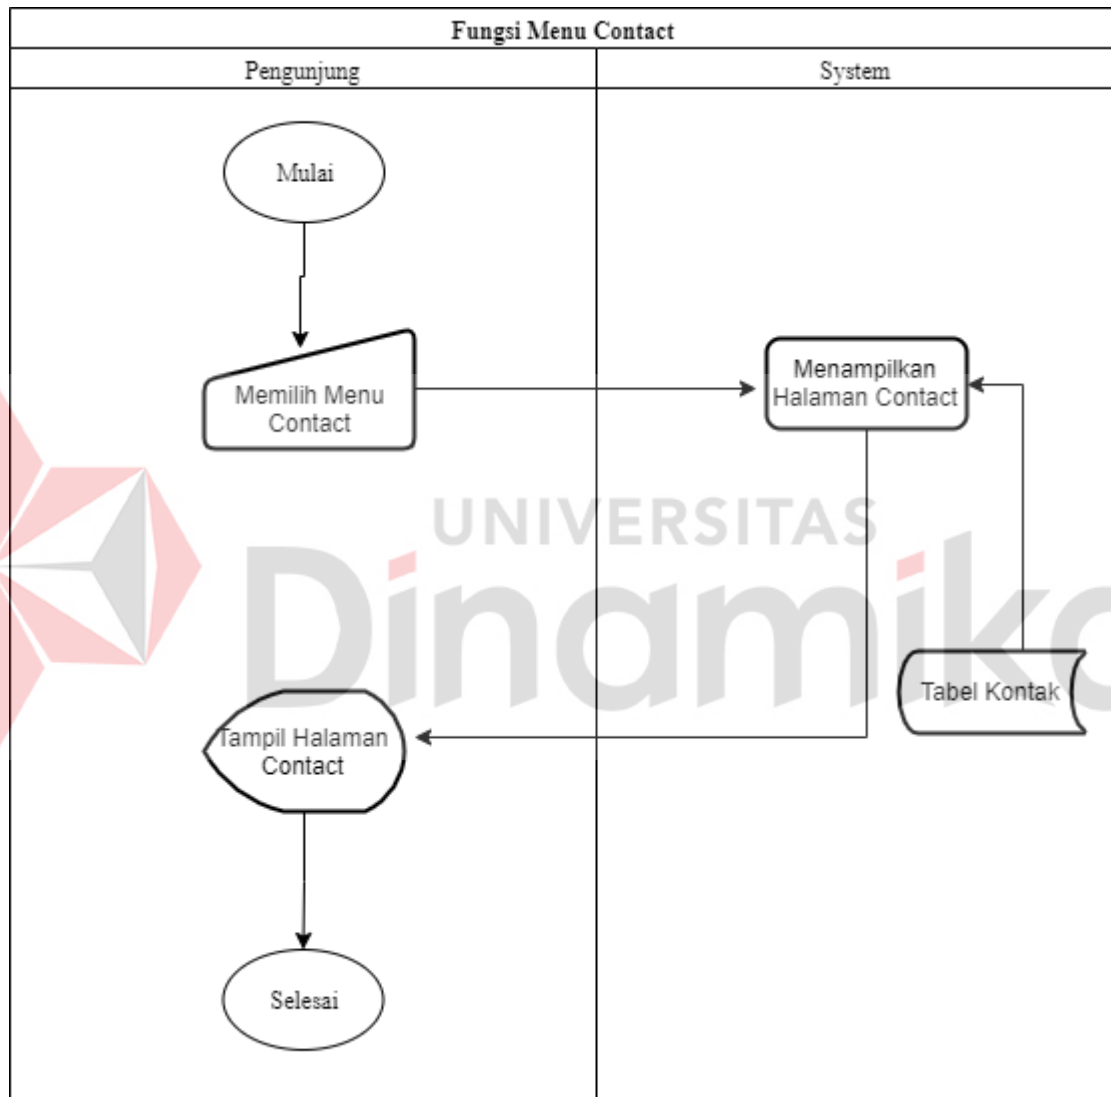 Fungsi Menu Contact
Pengunjung
System
Mulai
Memilih Menu
Contact
Menampilkan
Halaman Contact
UNIVERSITAS
Dinamika
Tabel Kontak
Tampil Halaman
Contact
Selesai